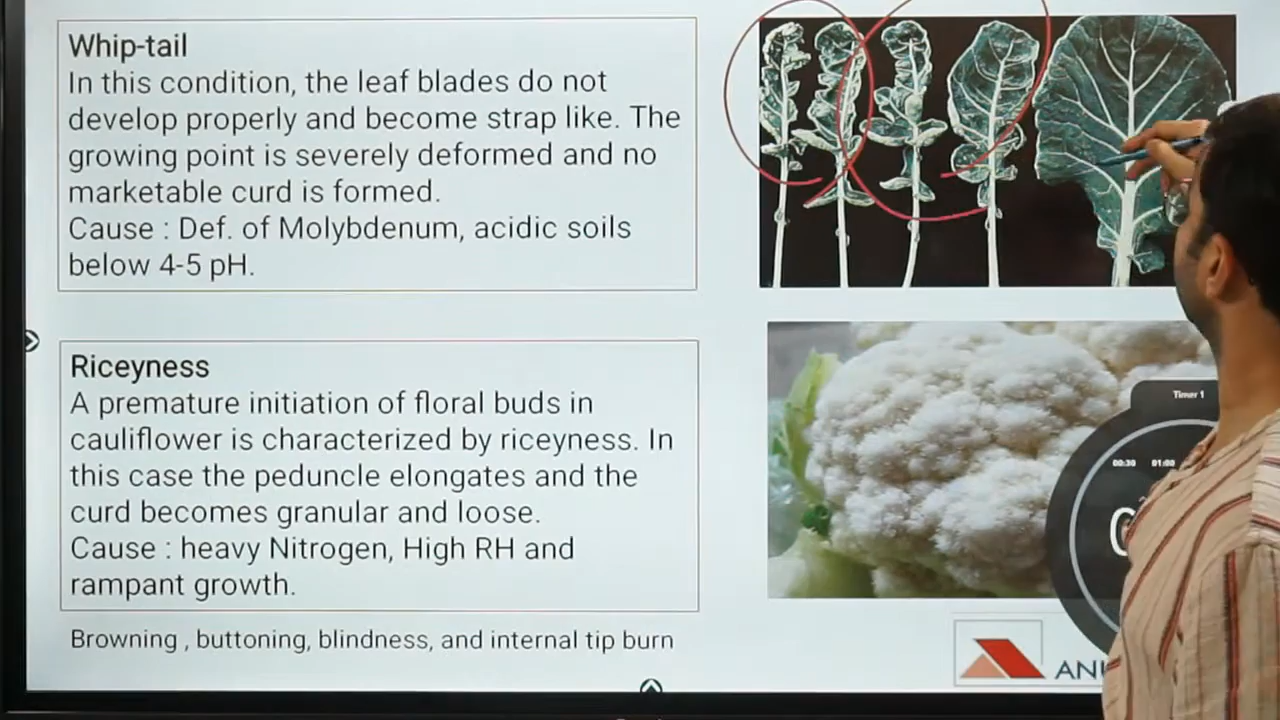 Whip-tail
In this condition, the leaf blades do not
develop properly and become strap like. The
growing point is severely deformed and no
marketable curd is formed.
Cause : Def. of Molybdenum, acidic soils
below 4-5 pH.
Riceyness
A premature initiation of floral buds in
cauliflower is characterized by riceyness. In
this case the peduncle elongates and the
curd becomes granular and loose.
Cause : heavy Nitrogen, High RH and
rampant growth.
Browning , buttoning, blindness, and internal tip burn
Timer 1
00:30 01:00